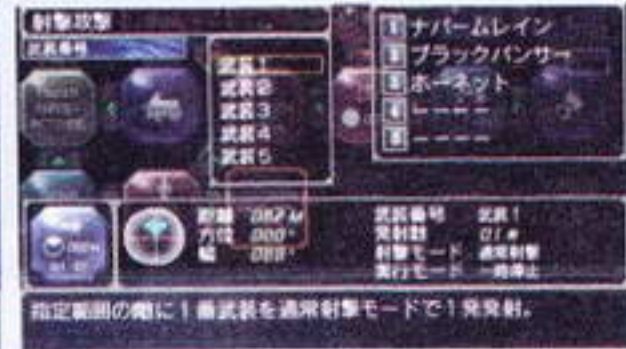 射撃攻撃
武装番号
武装1
武装2
武装3
武装4
武装5
1 ナパームレイン
2 ブラックパンサー
3 ホーネット
4 ーーーー
5 ーーーー
距離 082M
方位 000°
幅
武装番号 武装1
発射数 01
射撃モード 通常射撃
実行モード 一時停止
指定範囲の敵に1番武装を通常射撃モードで1発発射。